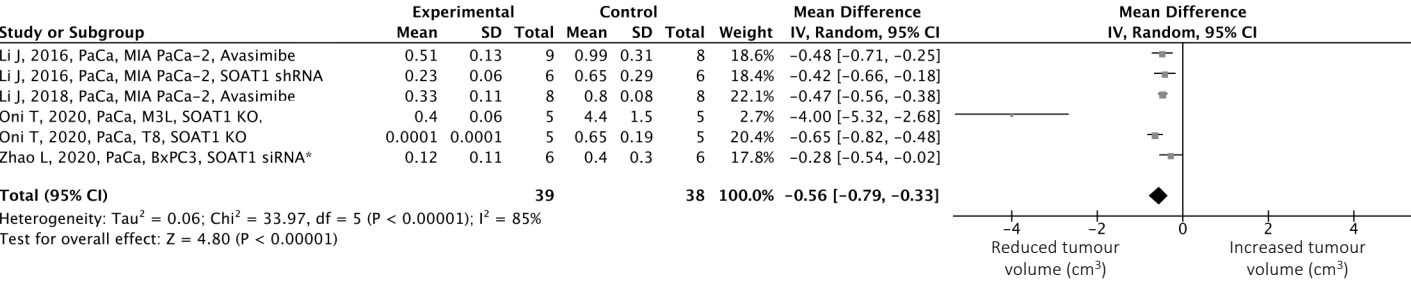 Experimental Control Mean Difference Mean Difference
Study or Subgroup Mean SD Total Mean SD Total Weight IV, Random, 95% CI IV, Random, 95% CI
Li J, 2016, PaCa, MIA PaCa-2, Avasimibe 0.51 0.13 9 0.99 0.31 8 18.6% -0.48 [-0.71, -0.25]
Li J, 2016, PaCa, MIA PaCa-2, SOAT1 shRNA 0.23 0.06 6 0.65 0.29 6 18.4% -0.42 [-0.66, -0.18]
Li J, 2018, PaCa, MIA PaCa-2, Avasimibe 0.33 0.11 8 0.8 0.08 8 22.1% -0.47 [-0.56, -0.38]
Oni T, 2020, PaCa, M3L, SOAT1 KO. 0.4 0.06 5 4.4 1.5 5 2.7% -4.00 [-5.32, -2.68]
Oni T, 2020, PaCa, T8, SOAT1 KO 0.0001 0.0001 5 0.65 0.19 5 20.4% -0.65 [-0.82, -0.48]
Zhao L, 2020, PaCa, BxPC3, SOAT1 siRNA* 0.12 0.11 6 0.4 0.3 6 17.8% -0.28 [-0.54, -0.02]
Total (95% CI) 39 38 100.0% -0.56 [-0.79, -0.33]
Heterogeneity: Tau² = 0.06; Chi² = 33.97, df = 5 (P < 0.00001); I² = 85%
Test for overall effect: Z = 4.80 (P < 0.00001)
-4 -2 0 2 4
Reduced tumour
volume (cm³)
Increased tumour
volume (cm³)